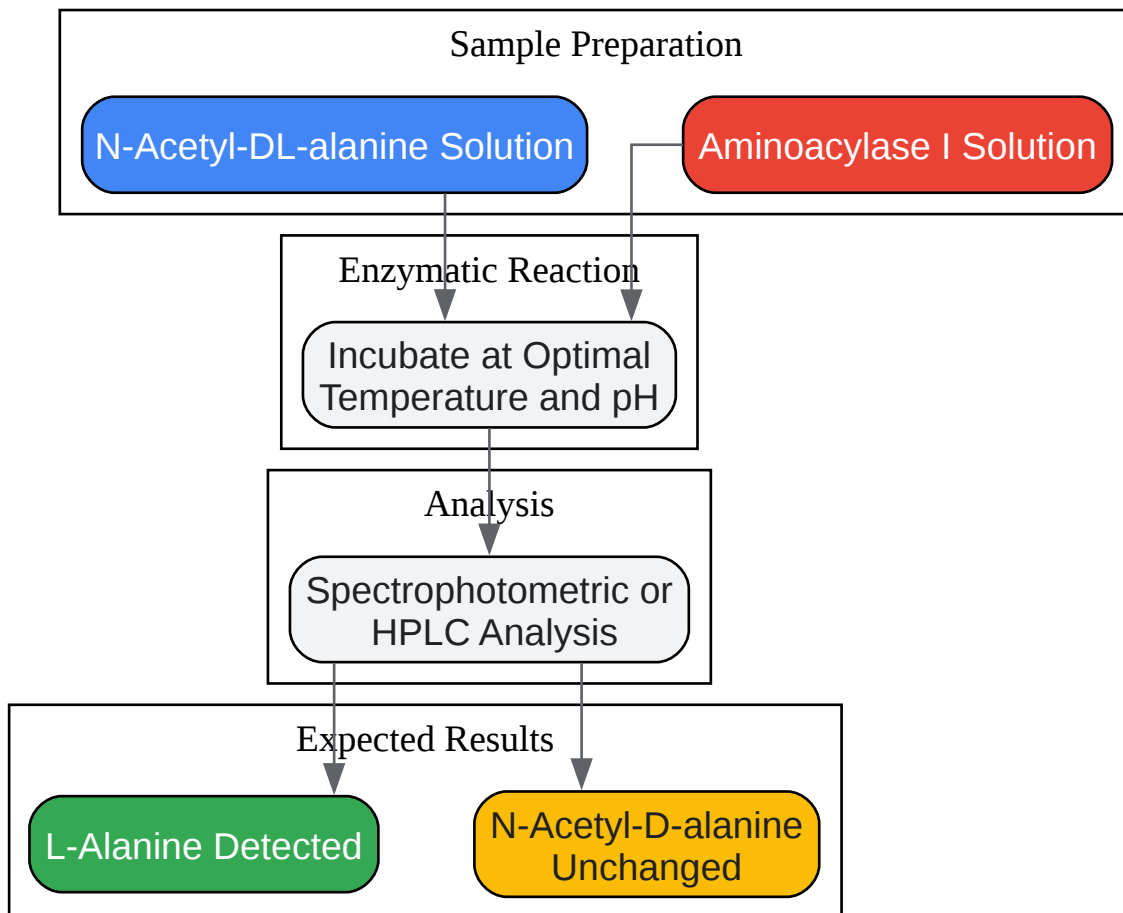 Sample Preparation
N-Acetyl-DL-alanine Solution
Aminoacylase I Solution
Enzymatic Reaction
Incubate at Optimal
Temperature and pH
Analysis
Spectrophotometric or
HPLC Analysis
Expected Results
L-Alanine Detected
N-Acetyl-D-alanine
Unchanged